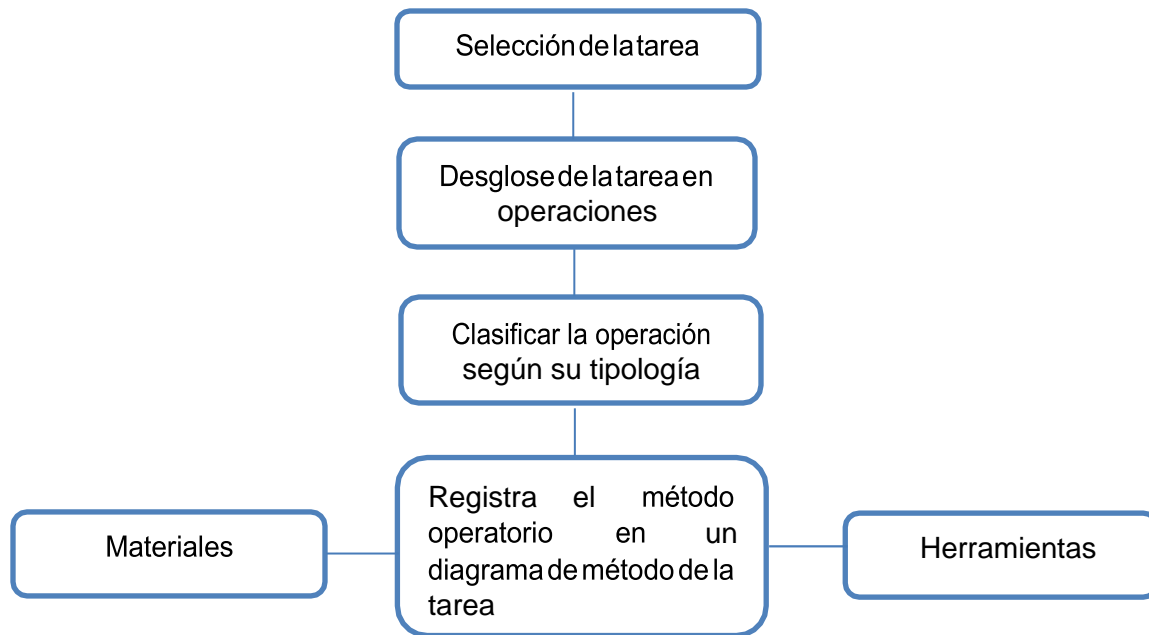 Selección de la tarea
Desglose de la tarea en
operaciones
Clasificar la operación
según su tipología
Registra el método
operatorio en un
diagrama de método de la
tarea
Materiales
Herramientas